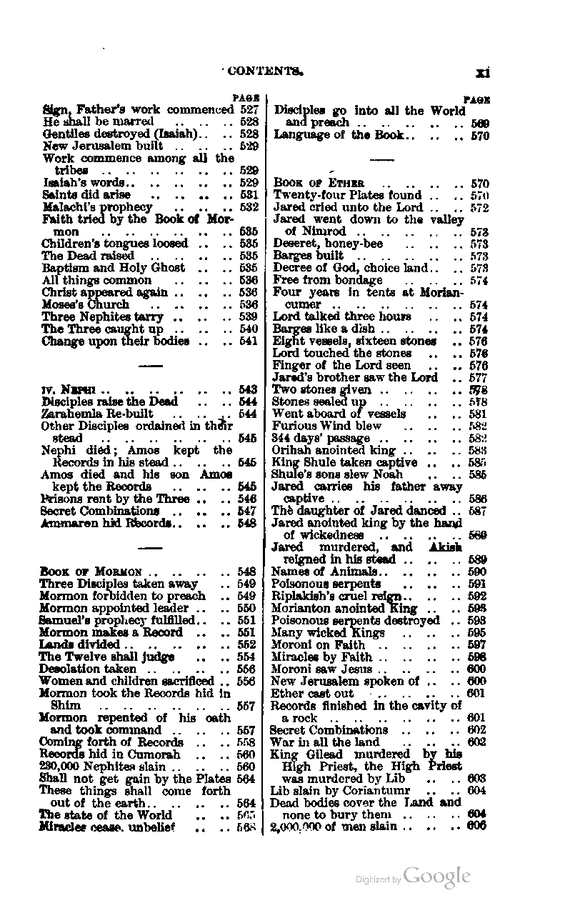 CONTENTS. xi
PAGE
Sign, Father's work commenced 527
He shall be married .. .. .. 528
Gentiles destroyed (Isaiah).. .. 528
New Jerusalem built .. .. .. 529
Work commence among all the
tribes .. .. .. .. .. .. 529
Isaiah's words.. .. .. .. .. 529
Saints did arise .. .. .. .. 531
Malachi's prophecy .. .. .. 532
Faith tried by the Book of Mor-
mon .. .. .. .. .. .. 535
Children's tongues loosed .. .. 535
The Dead raised .. .. .. .. 535
Baptism and Holy Ghost .. .. 535
All things common .. .. .. 536
Christ appeared again .. .. .. 536
Moses's Church .. .. .. .. 536
Three Nephites tarry .. .. .. 539
The Three caught up .. .. .. 540
Change upon their bodies .. .. 541
IV. NEPHI .. .. .. .. .. .. 543
Disciples raise the Dead .. .. 544
Zarahemla Re-built .. .. .. 544
Other Disciples ordained in their
stead .. .. .. .. .. .. 545
Nephi died; Amos kept the
Records in his stead .. .. .. 545
Amos died and his son Amos
kept the Records .. .. .. 545
Prisons rent by the Three .. .. 546
Secret Combinations .. .. .. 547
Ammaron hid Records.. .. .. 548
BOOK OF MORMON .. .. .. .. 548
Three Disciples taken away .. 549
Mormon forbidden to preach .. 549
Mormon appointed leader .. .. 550
Samuel's prophecy fulfilled.. .. 551
Mormon makes a Record .. .. 551
Lands divided .. .. .. .. .. 552
The Twelve shall judge .. .. 554
Desolation taken .. .. .. .. 556
Women and children sacrificed .. 556
Mormon took the Records hid in
Shim .. .. .. .. .. .. 557
Mormon repented of his oath
and took command .. .. .. 557
Coming forth of Records .. .. 558
Records hid in Cumorah .. .. 560
230,000 Nephites slain .. .. .. 560
Shall not get gain by the Plates 564
These things shall come forth
out of the earth.. .. .. .. 564
The state of the World .. .. 565
Miracles cease, unbelief .. .. 568
PAGE
Disciples go into all the World
and preach .. .. .. .. .. 569
Language of the Book.. .. .. 570
BOOK OF ETHER .. .. .. .. 570
Twenty-four Plates found .. .. 570
Jared cried unto the Lord .. .. 572
Jared went down to the valley
of Nimrod .. .. .. .. .. 573
Deseret, honey-bee .. .. .. 573
Barges built .. .. .. .. .. 573
Decree of God, choice land.. .. 573
Free from bondage .. .. .. 574
Four years in tents at Morian-
cumer .. .. .. .. .. .. 574
Lord talked three hours .. .. 574
Barges like a dish .. .. .. .. 574
Eight vessels, sixteen stones .. 576
Lord touched the stones .. .. 576
Finger of the Lord seen .. .. 576
Jared's brother saw the Lord .. 577
Two stones given .. .. .. .. 578
Stones sealed up .. .. .. .. 578
Went aboard of vessels .. .. 581
Furious Wind blew .. .. .. 582
344 days' passage .. .. .. .. 582
Orihah anointed king .. .. .. 583
King Shule taken captive .. .. 585
Shule's sons slew Noah .. .. 585
Jared carries his father away
captive .. .. .. .. .. .. 586
The daughter of Jared danced .. 587
Jared anointed king by the hand
of wickedness .. .. .. .. 589
Jared murdered, and Akish
reigned in his stead .. .. .. 589
Names of Animals.. .. .. .. 590
Poisonous serpents .. .. .. 591
Riplakish's cruel reign.. .. .. 592
Morianton anointed King .. .. 593
Poisonous serpents destroyed .. 593
Many wicked Kings .. .. .. 595
Moroni on Faith .. .. .. .. 597
Miracles by Faith .. .. .. .. 598
Moroni saw Jesus .. .. .. .. 600
New Jerusalem spoken of .. .. 600
Ether cast out .. .. .. .. 601
Records finished in the cavity of
a rock .. .. .. .. .. .. 601
Secret Combinations .. .. .. 602
War in all the land .. .. .. 602
King Gilead murdered by his
High Priest, the High Priest
was murdered by Lib .. .. 603
Lib slain by Coriantumr .. .. 604
Dead bodies cover the Land and
none to bury them .. .. .. 604
2,000,000 of men slain .. .. .. 606
Digitized by Google